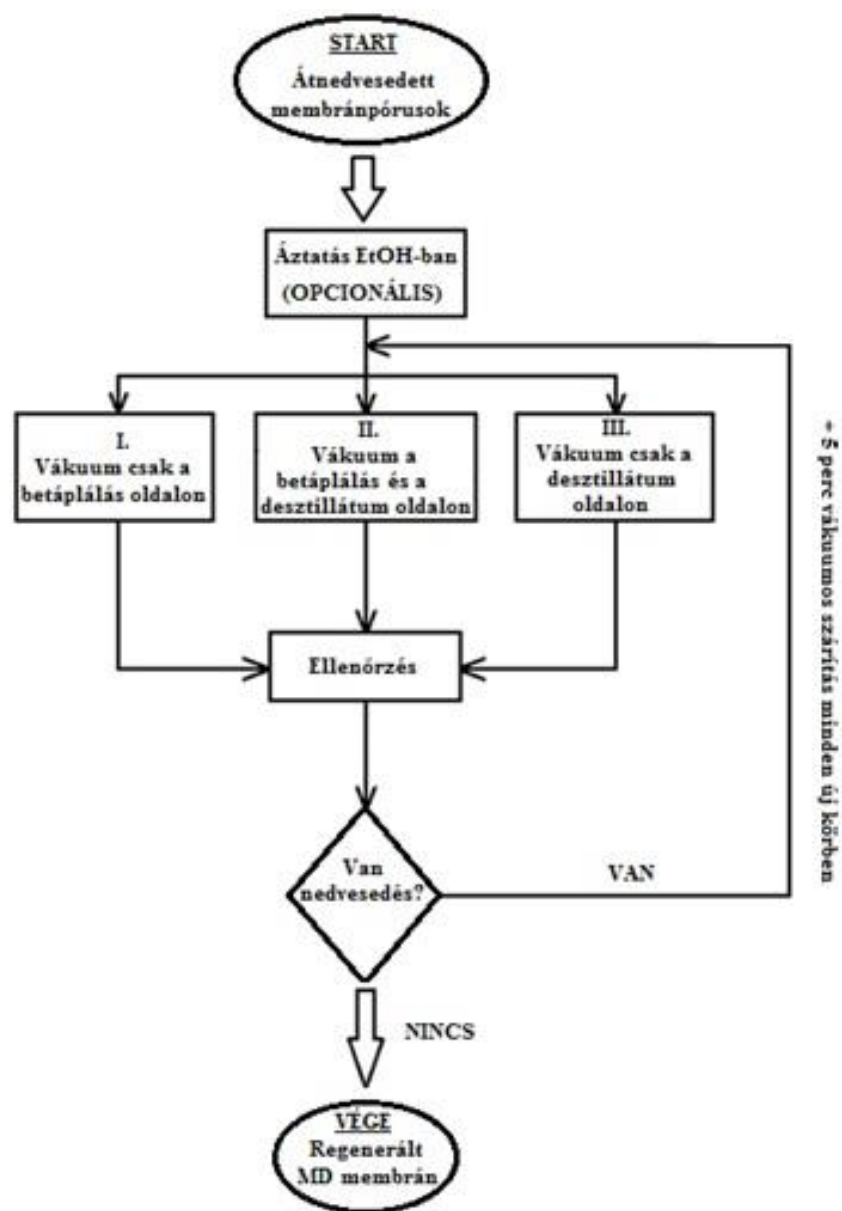 START
Átnedvesedett
membránpórusok
Áztatás EtOH-ban
(OPCIONÁLIS)
I.
Vákuum csak a
betáplálás oldalon
II.
Vákuum a
betáplálás és a
desztillátum oldalon
III.
Vákuum csak a
desztillátum
oldalon
+ 5 perc vákuumos szárítás minden új körben
Ellenőrzés
Van
nedvesedés?
VAN
NINCS
VÉGE
Regenerált
MD membrán